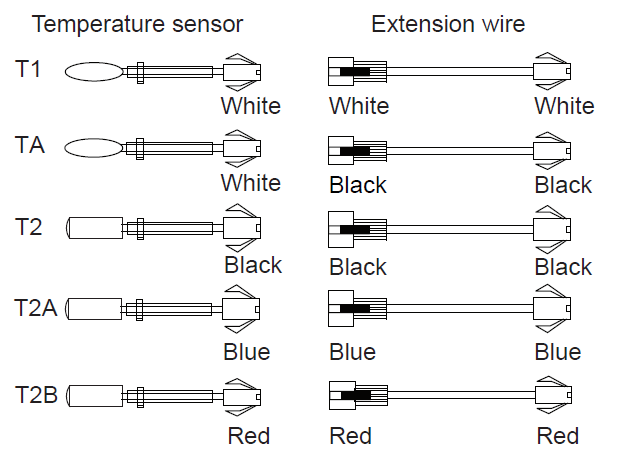 Temperature sensor Extension wire
T1
White White White
TA
White Black Black
T2
Black Black Black
T2A
Blue Blue Blue
T2B
Red Red Red